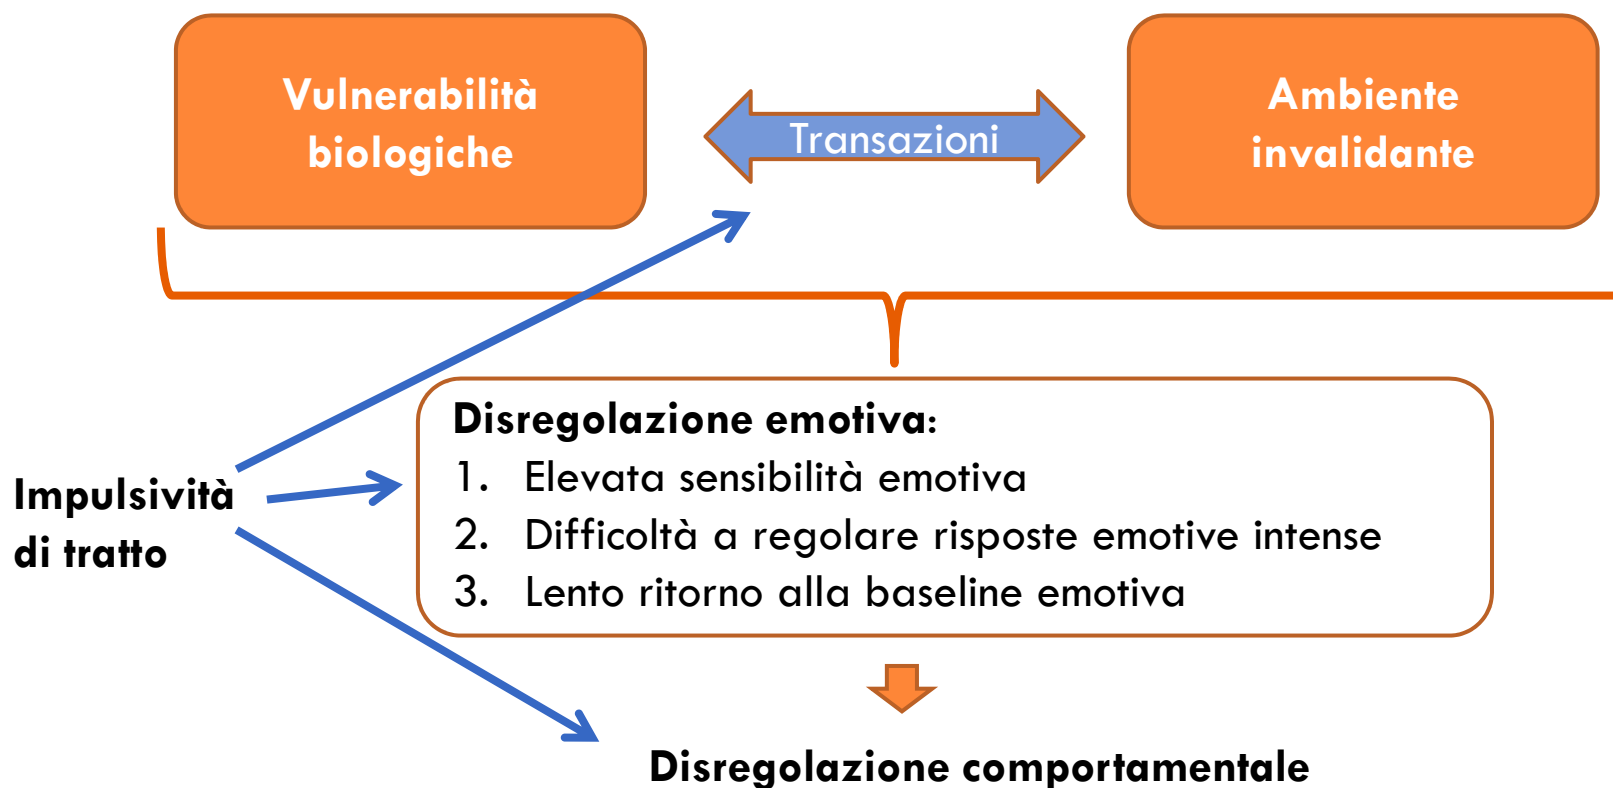 Vulnerabilità
biologiche
Transazioni
Ambiente
invalidante
Disregolazione emotiva:
1. Elevata sensibilità emotiva
2. Difficoltà a regolare risposte emotive intense
3. Lento ritorno alla baseline emotiva
Impulsività
di tratto
Disregolazione comportamentale